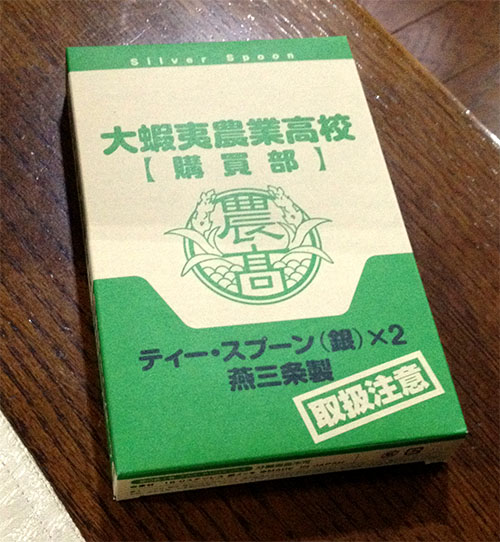 Silver Spoon
大蝦夷農業高校
【購買部】
農高
ティー・スプーン(銀)×2
燕三条製
取扱注意